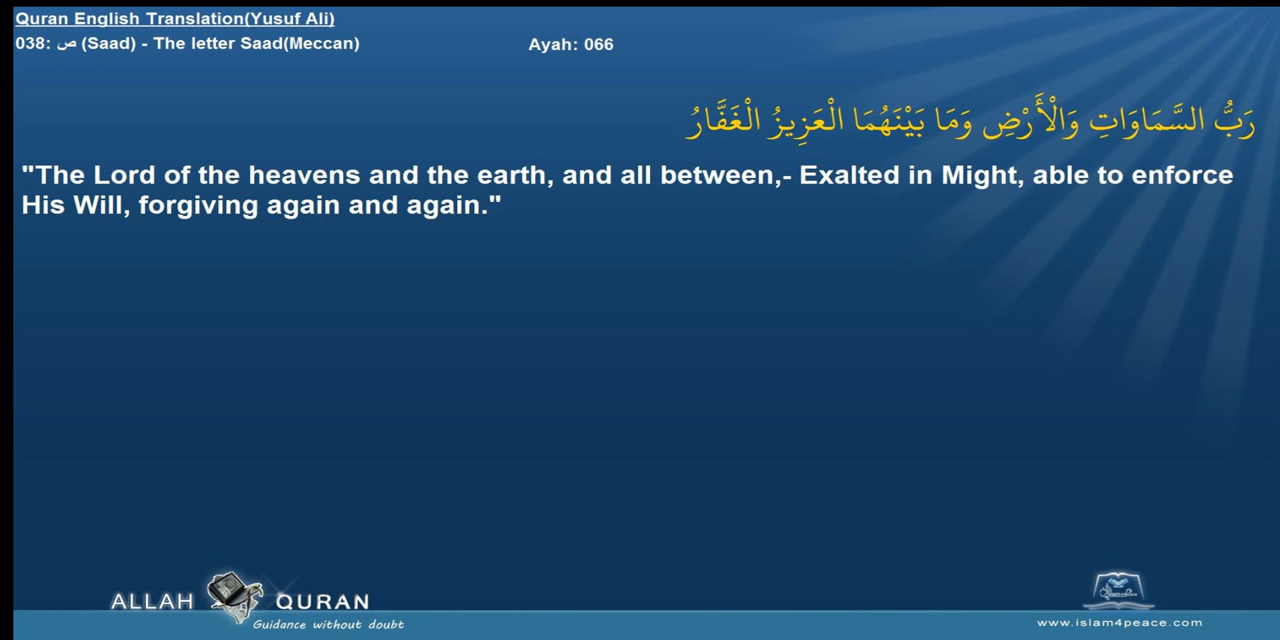 Quran English Translation(Yusuf Ali)
038: ص (Saad) - The letter Saad(Meccan) Ayah: 066
رَبُّ السَّمَاوَاتِ وَالْأَرْضِ وَمَا بَيْنَهُمَا الْعَزِيزُ الْغَفَّارُ
"The Lord of the heavens and the earth, and all between,- Exalted in Might, able to enforce
His Will, forgiving again and again."
ALLAH QURAN
Guidance without doubt
www.islam4peace.com